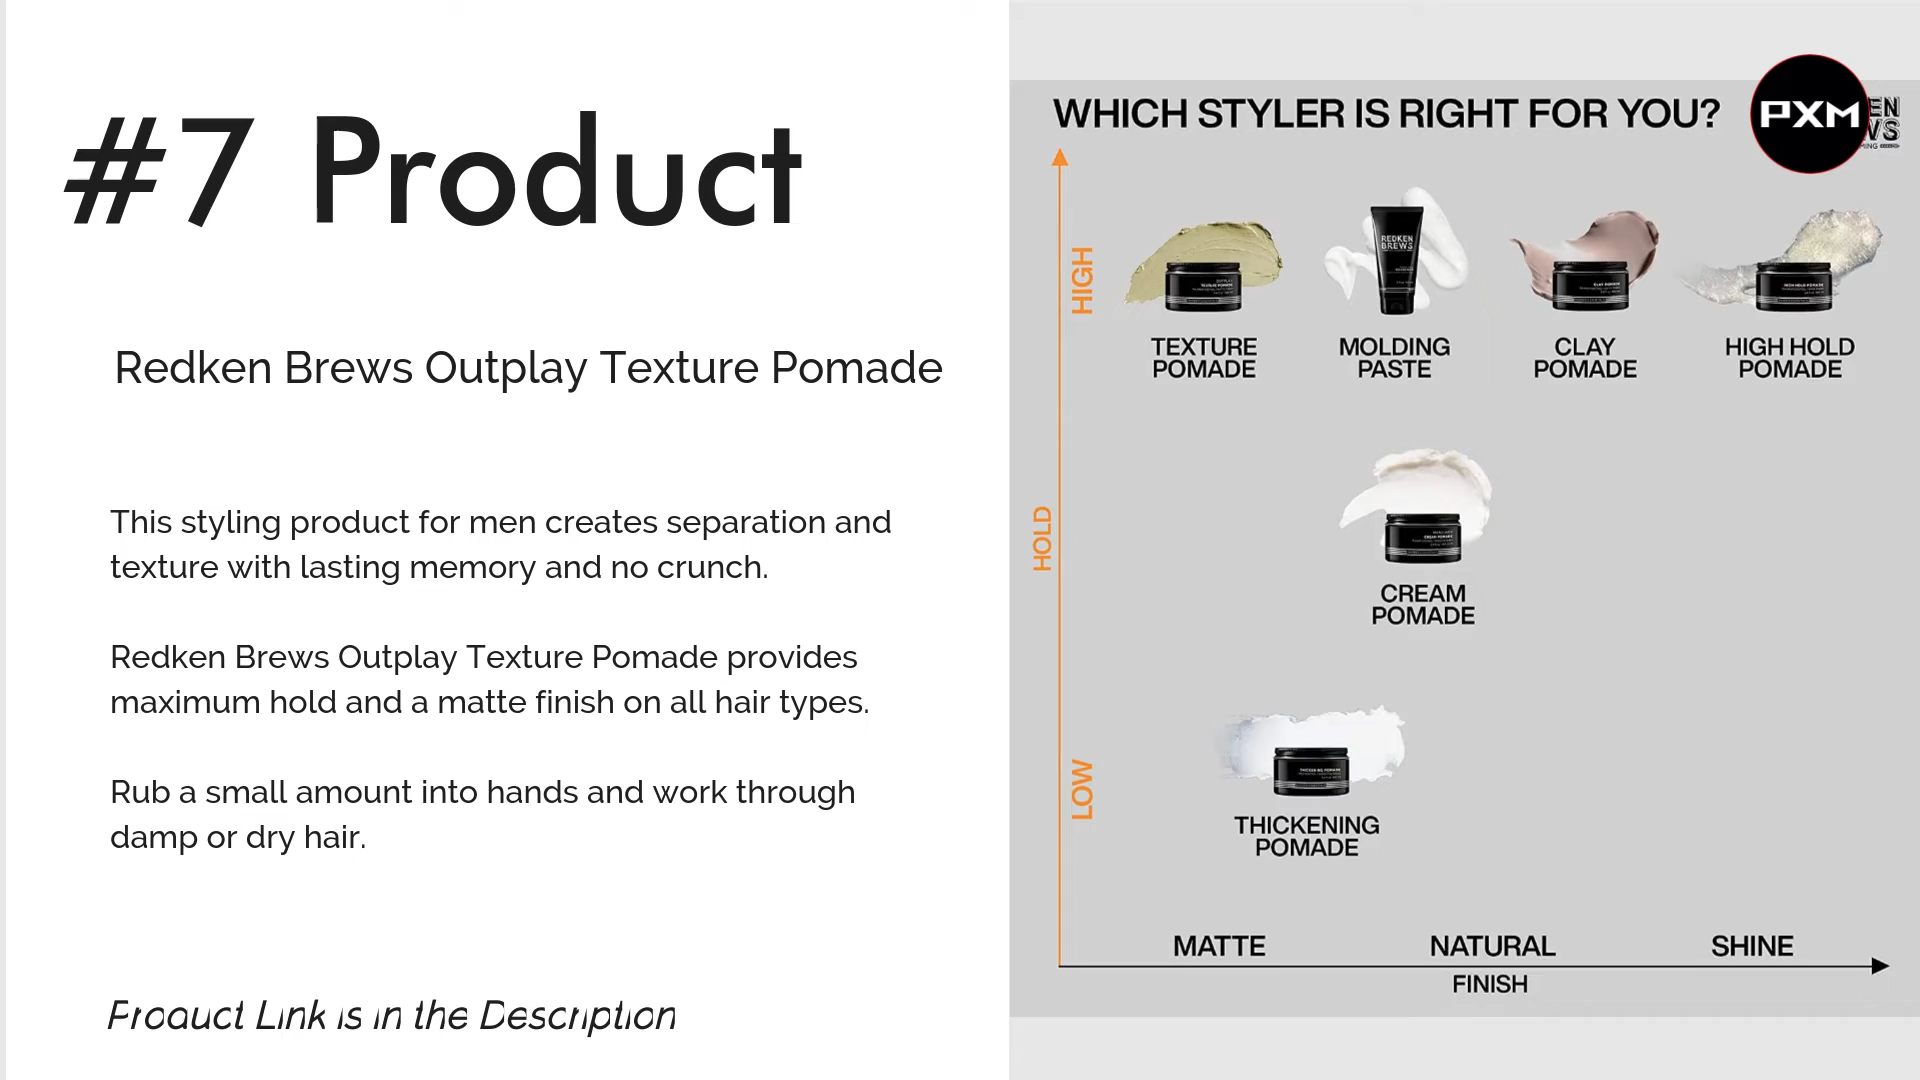 #7 Product
Redken Brews Outplay Texture Pomade
This styling product for men creates separation and
texture with lasting memory and no crunch.
Redken Brews Outplay Texture Pomade provides
maximum hold and a matte finish on all hair types.
Rub a small amount into hands and work through
damp or dry hair.
Product Link is in the Description
WHICH STYLER IS RIGHT FOR YOU?
PXM
HIGH
HOLD
LOW
REDKEN
BREWS
TEXTURE
POMADE
MOLDING
PASTE
CLAY
POMADE
HIGH HOLD
POMADE
CREAM
POMADE
THICKENING
POMADE
MATTE
NATURAL
SHINE
FINISH